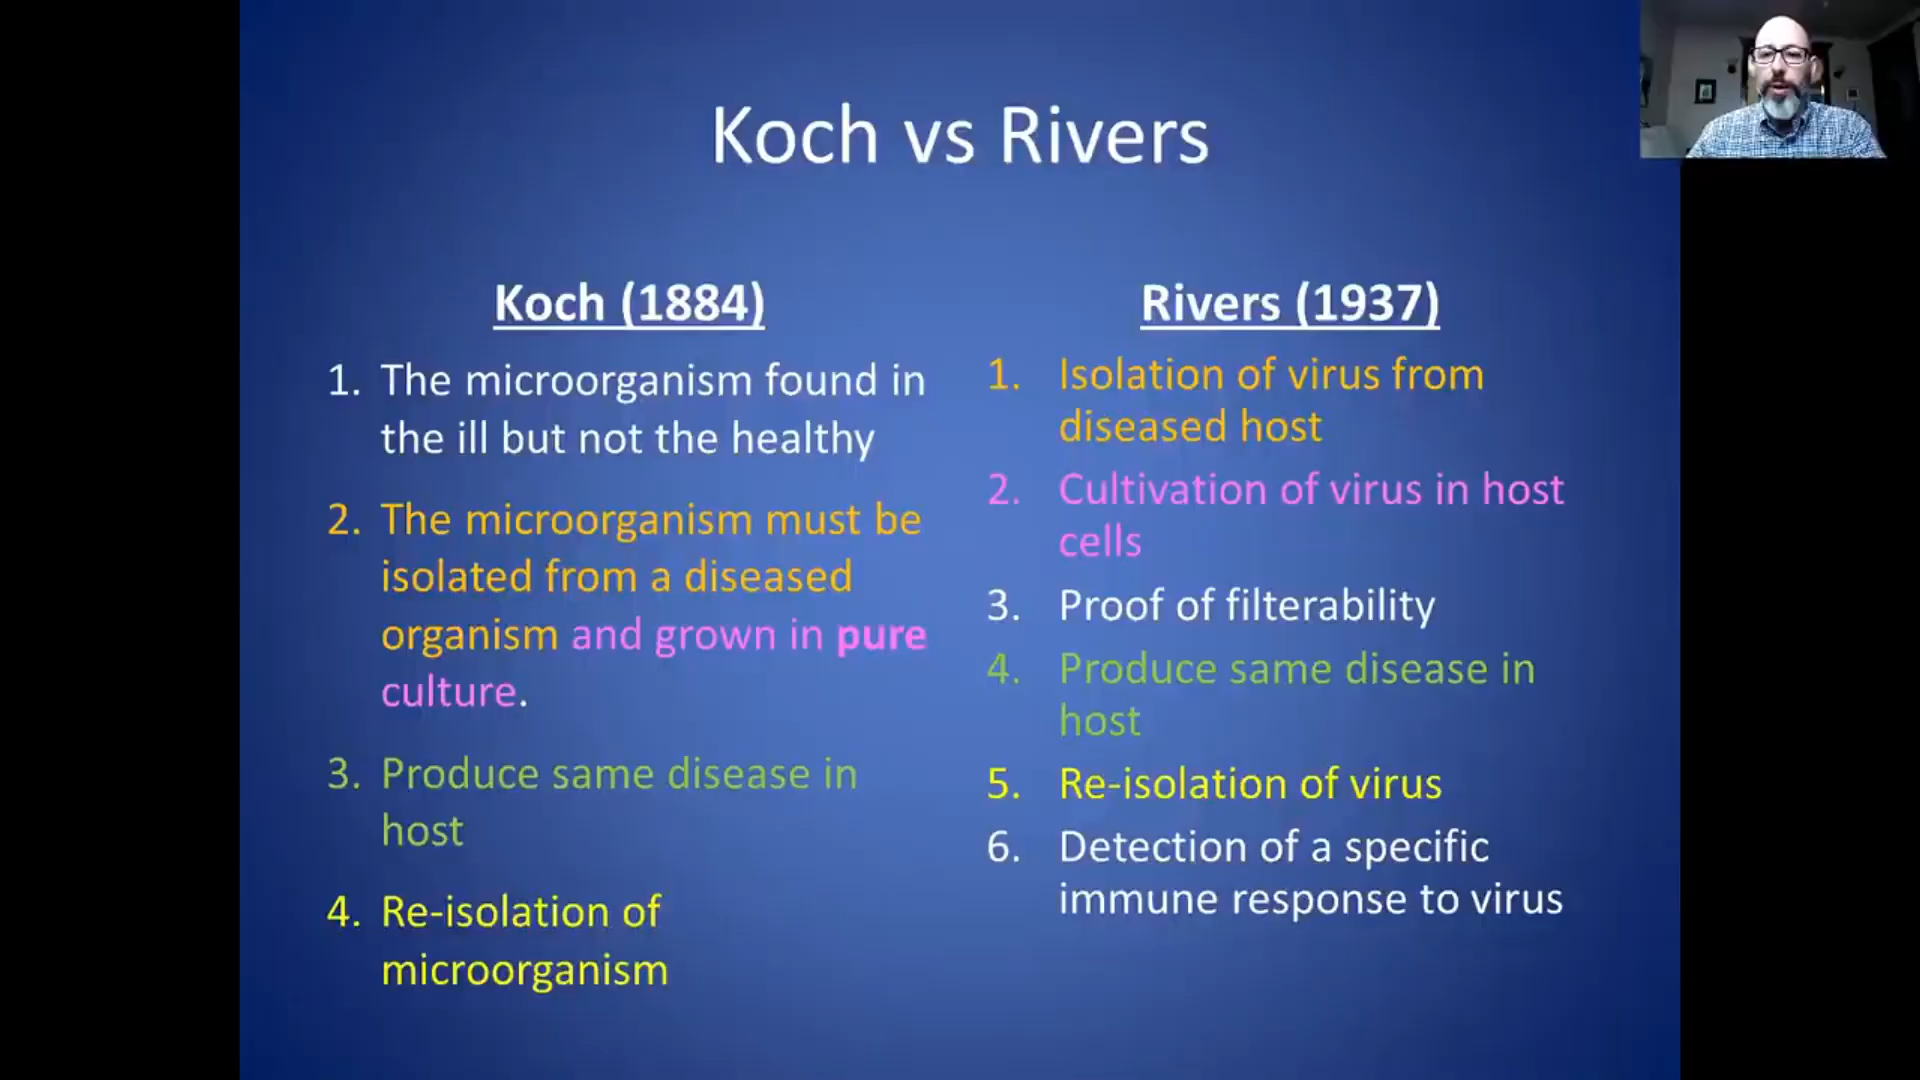 Koch vs Rivers
Koch (1884)
1. The microorganism found in
the ill but not the healthy
2. The microorganism must be
isolated from a diseased
organism and grown in pure
culture.
3. Produce same disease in
host
4. Re-isolation of
microorganism
Rivers (1937)
1. Isolation of virus from
diseased host
2. Cultivation of virus in host
cells
3. Proof of filterability
4. Produce same disease in
host
5. Re-isolation of virus
6. Detection of a specific
immune response to virus